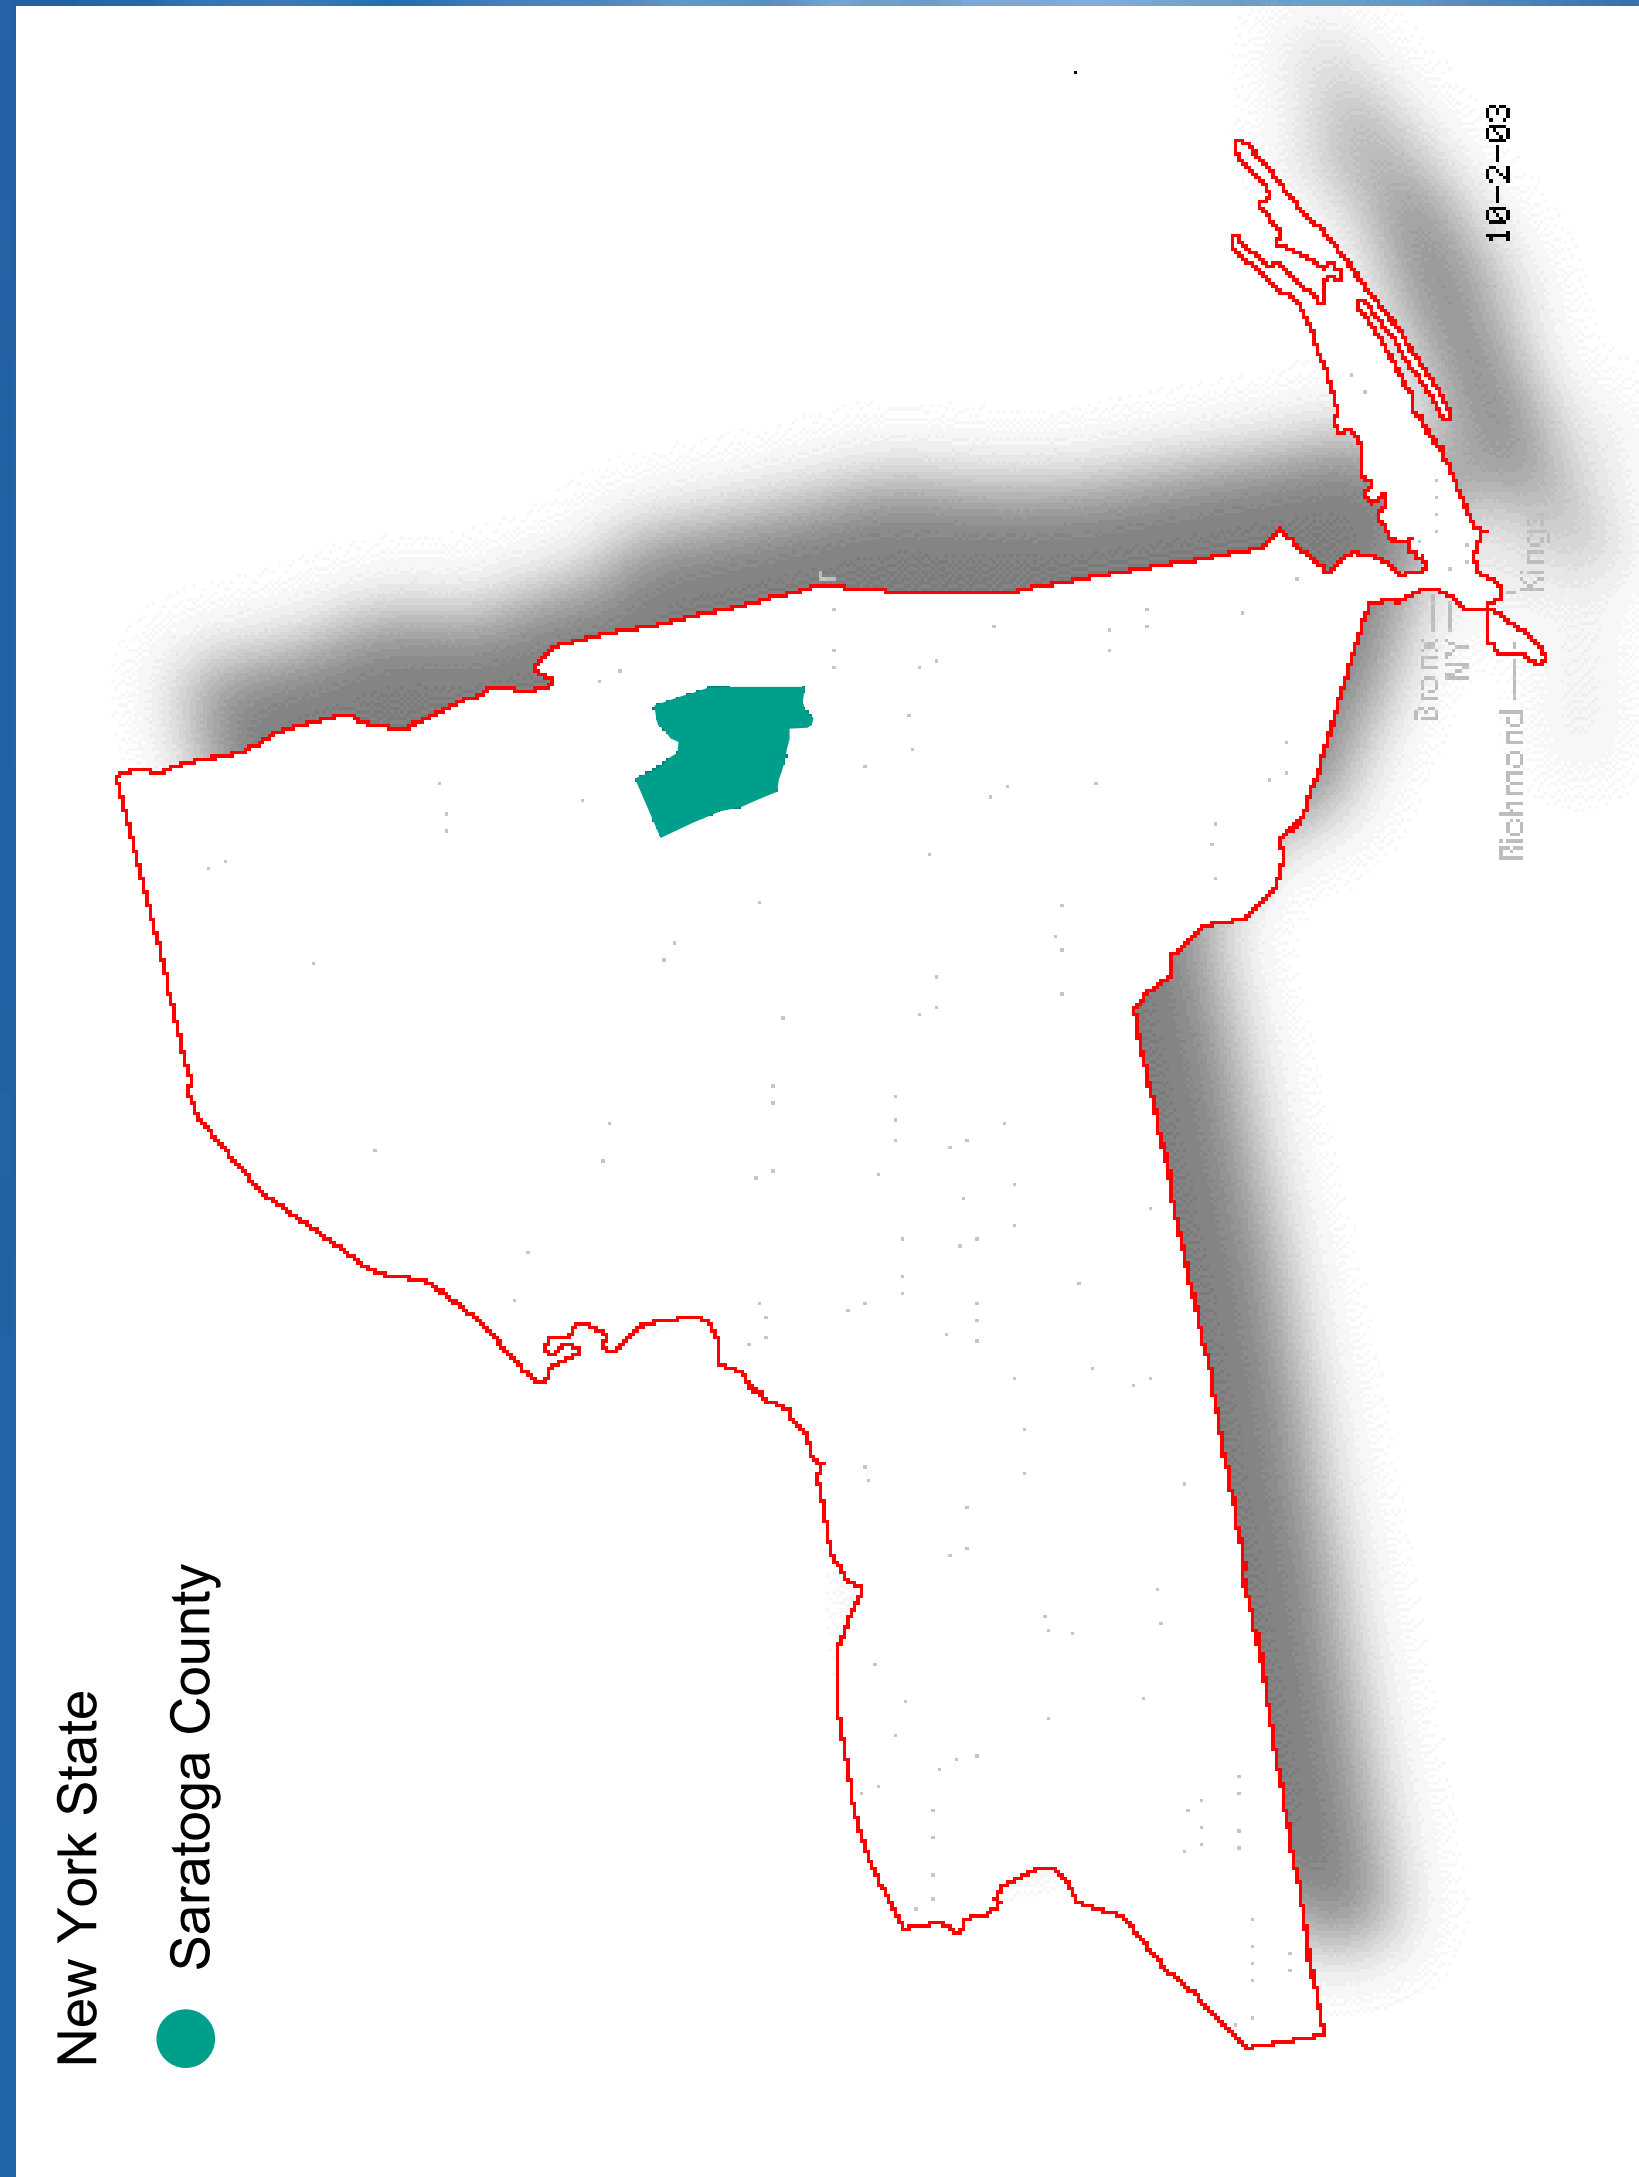 New York State
Saratoga County
10-2-03
Bronx
NY
Kings
Richmond